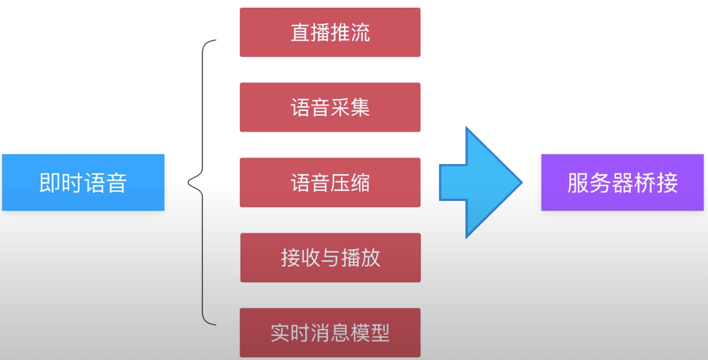 直播推流
语音采集
即时语音
语音压缩
服务器桥接
接收与播放
实时消息模型